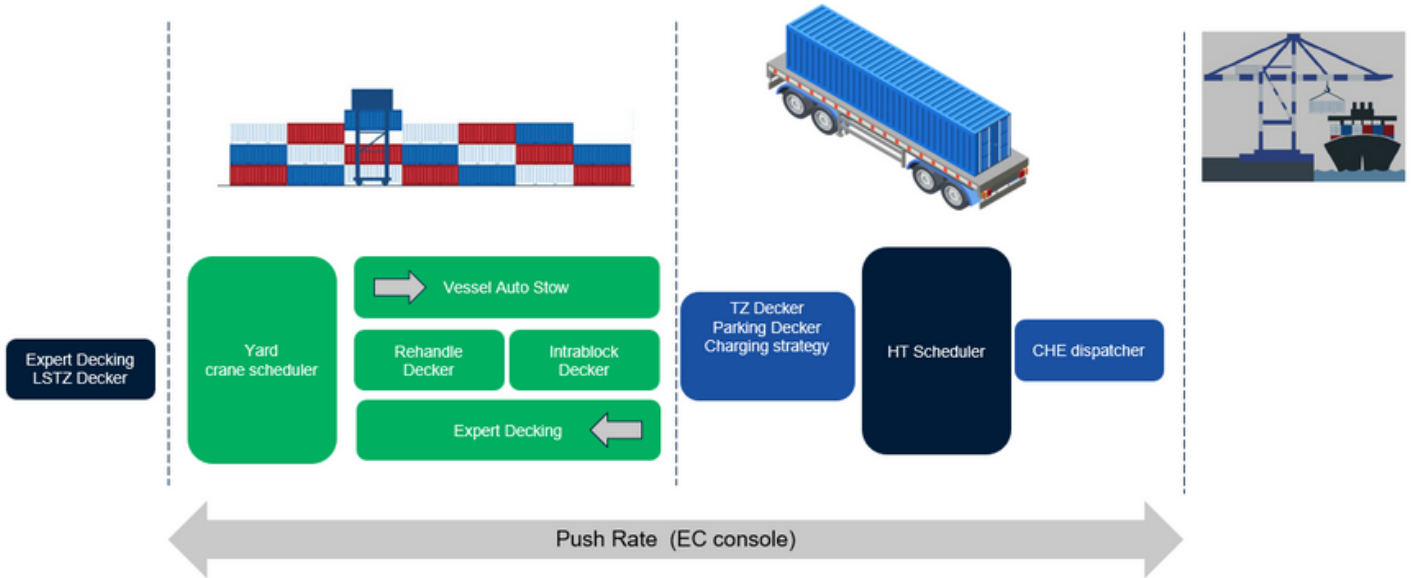 Expert Decking
LSTZ Decker
Yard
crane scheduler
Vessel Auto Stow
Rehandle
Decker
Intrablock
Decker
Expert Decking
TZ Decker
Parking Decker
Charging strategy
HT Scheduler
CHE dispatcher
Push Rate (EC console)